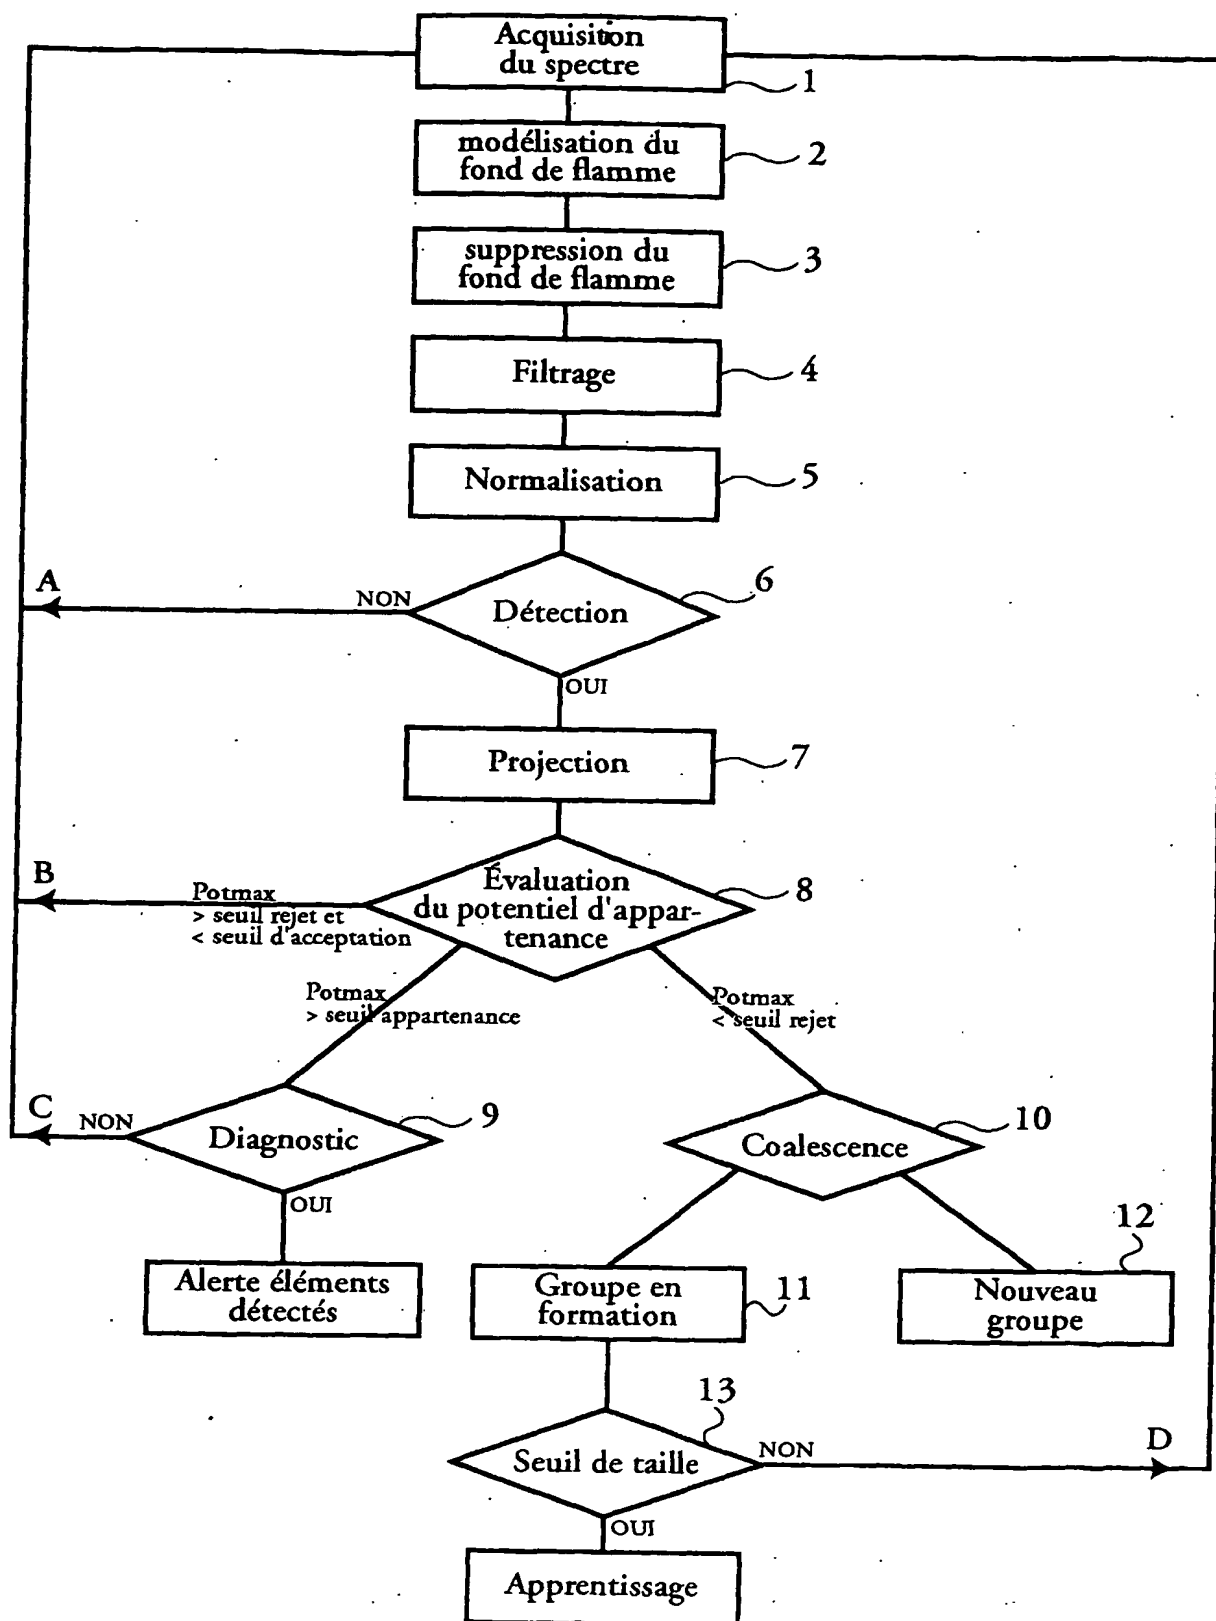 Acquisition
du spectre
1
modélisation du
fond de flamme
2
suppression du
fond de flamme
3
Filtrage
4
Normalisation
5
A
NON
Détection
6
OUI
Projection
7
B
Potmax
> seuil rejet et
< seuil d'acceptation
Évaluation
du potentiel d'appar-
tenance
8
Potmax
> seuil appartenance
Potmax
< seuil rejet
C
NON
Diagnostic
9
OUI
Coalescence
10
Alerte éléments
détectés
Groupe en
formation
11
12
Nouveau
groupe
13
Seuil de taille
NON
D
OUI
Apprentissage